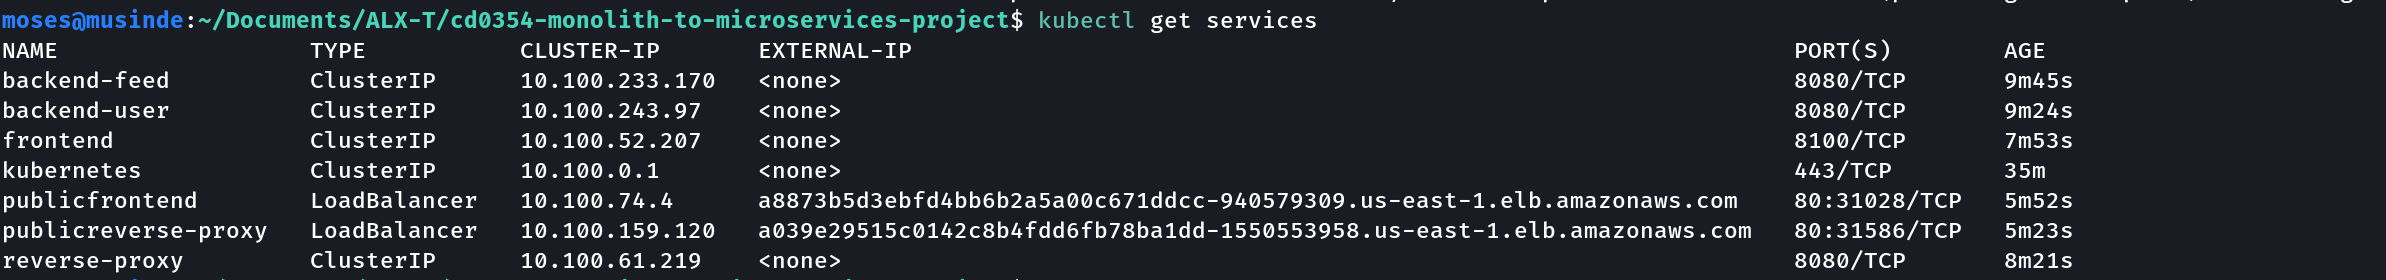 moses@musinde:~/Documents/ALX-T/cd0354-monolith-to-microservices-project$ kubectl get services
NAME TYPE CLUSTER-IP EXTERNAL-IP PORT(S) AGE
backend-feed ClusterIP 10.100.233.170 <none> 8080/TCP 9m45s
backend-user ClusterIP 10.100.243.97 <none> 8080/TCP 9m24s
frontend ClusterIP 10.100.52.207 <none> 8100/TCP 7m53s
kubernetes ClusterIP 10.100.0.1 <none> 443/TCP 35m
publicfrontend LoadBalancer 10.100.74.4 a8873b5d3ebfd4bb6b2a5a00c671ddcc-940579309.us-east-1.elb.amazonaws.com 80:31028/TCP 5m52s
publicreverse-proxy LoadBalancer 10.100.159.120 a039e29515c0142c8b4fdd6fb78ba1dd-1550553958.us-east-1.elb.amazonaws.com 80:31586/TCP 5m23s
reverse-proxy ClusterIP 10.100.61.219 <none> 8080/TCP 8m21s